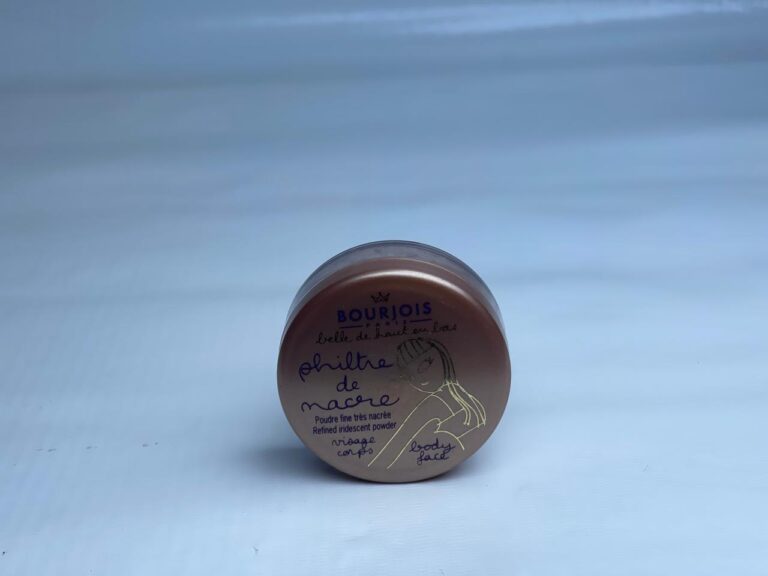 BOURJOIS
PARIS
belle de haut en bas
philtre
de
nacre
Poudre fine très nacrée
Refined iridescent powder
visage
corps
body
face